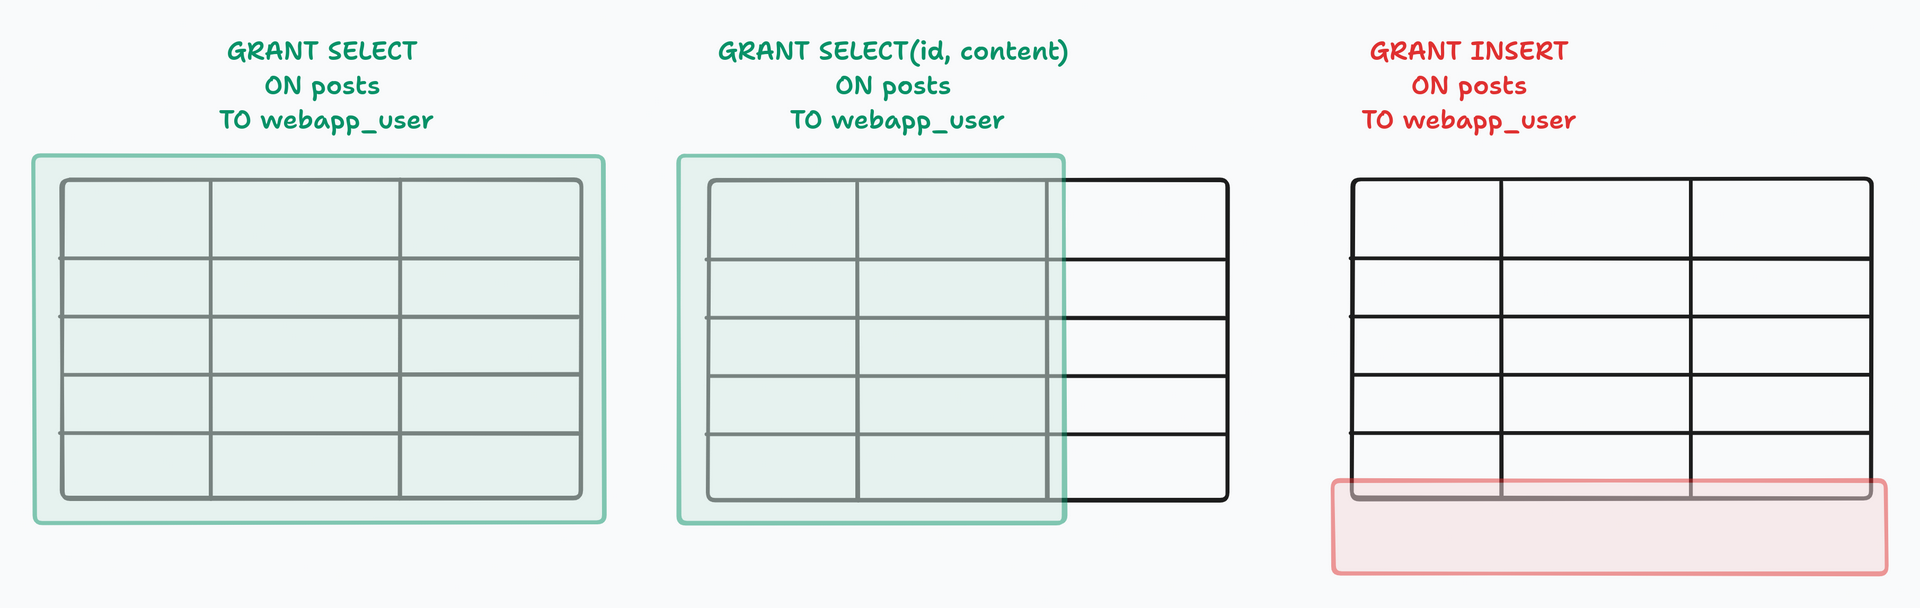 GRANT SELECT
ON posts
TO webapp_user
GRANT SELECT(id, content)
ON posts
TO webapp_user
GRANT INSERT
ON posts
TO webapp_user